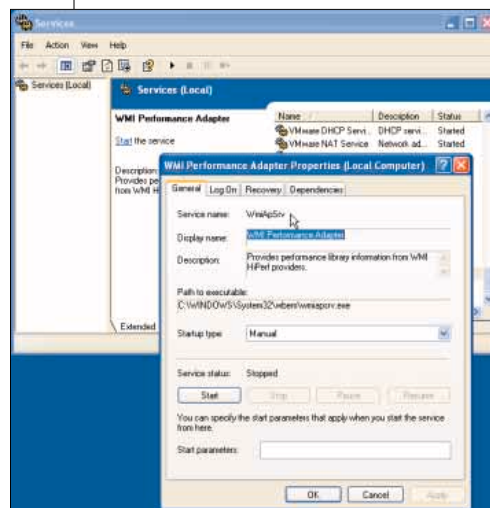 Services
File Action View Help
Services (Local)
Services (Local)
WMI Performance Adapter
Start the service
Description:
Provides pe
from WMI H
Name Description Status
VMware DHCP Servi.. DHCP servi... Started
VMware NAT Service Network ad... Started
Extended
WMI Performance Adapter Properties (Local Computer)
General Log On Recovery Dependencies
Service name: WmiApSrv
Display name: WMI Performance Adapter
Description: Provides performance library information from WMI
HiPerf providers.
Path to executable:
C:\WINDOWS\System32\wbem\wmiapsrv.exe
Startup type: Manual
Service status: Stopped
Start Stop Pause Resume
You can specify the start parameters that apply when you start the service
from here.
Start parameters:
OK Cancel Apply